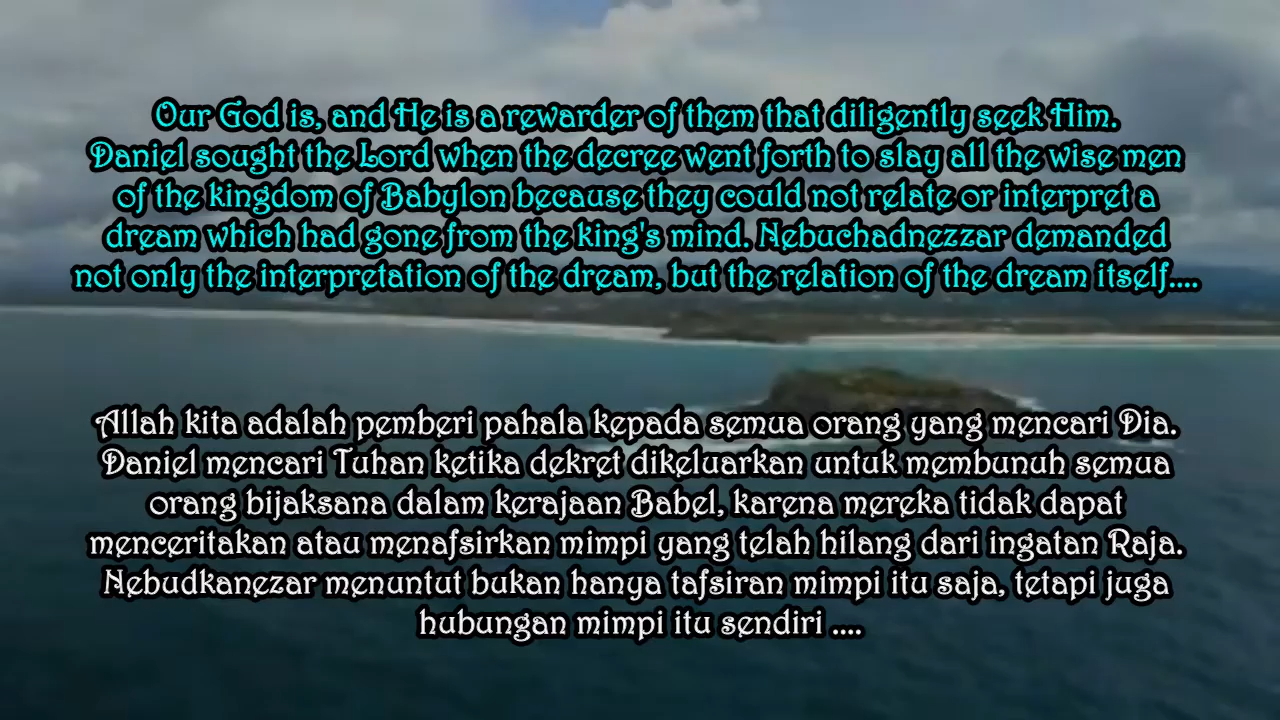 Our God is, and He is a rewarder of them that diligently seek Him.
Daniel sought the Lord when the decree went forth to slay all the wise men
of the kingdom of Babylon because they could not relate or interpret a
dream which had gone from the king's mind. Nebuchadnezzar demanded
not only the interpretation of the dream, but the relation of the dream itself....
Allah kita adalah pemberi pahala kepada semua orang yang mencari Dia.
Daniel mencari Tuhan ketika dekret dikeluarkan untuk membunuh semua
orang bijaksana dalam kerajaan Babel, karena mereka tidak dapat
menceritakan atau menafsirkan mimpi yang telah hilang dari ingatan Raja.
Nebudkanezar menuntut bukan hanya tafsiran mimpi itu saja, tetapi juga
hubungan mimpi itu sendiri ....